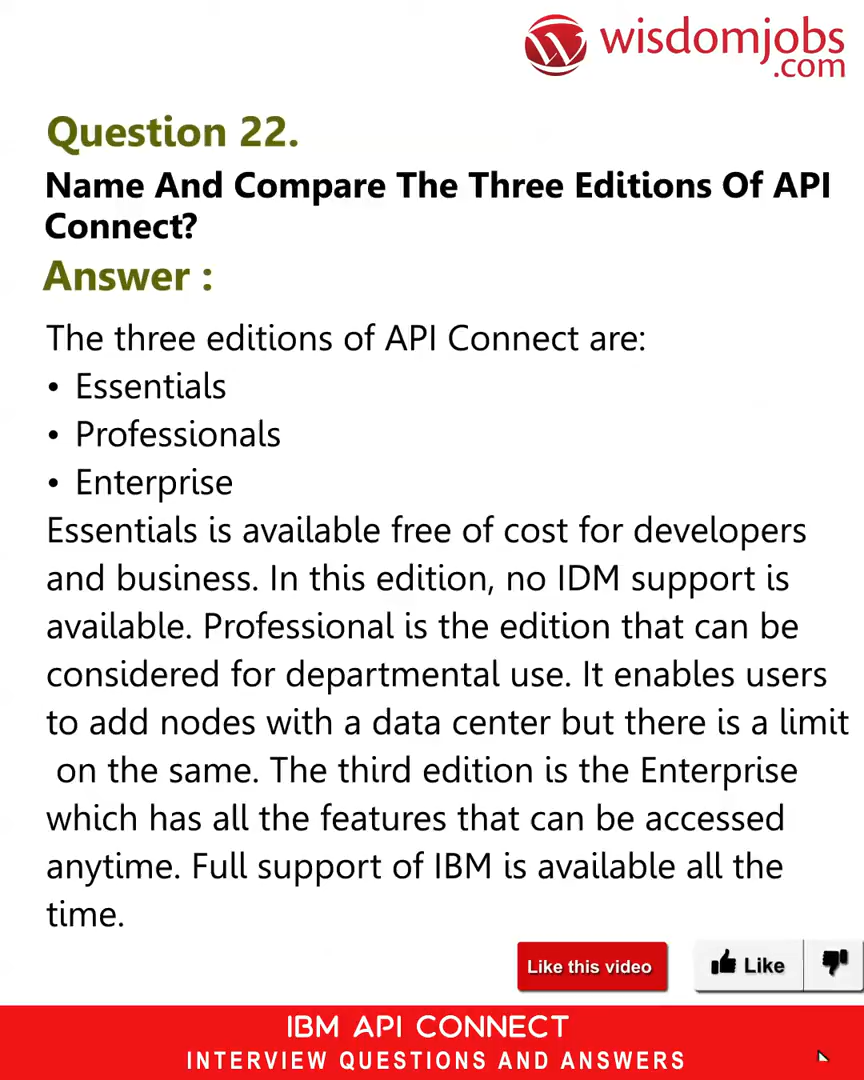 wisdomjobs
.com
Question 22.
Name And Compare The Three Editions Of API
Connect?
Answer :
The three editions of API Connect are:
• Essentials
• Professionals
• Enterprise
Essentials is available free of cost for developers
and business. In this edition, no IDM support is
available. Professional is the edition that can be
considered for departmental use. It enables users
to add nodes with a data center but there is a limit
on the same. The third edition is the Enterprise
which has all the features that can be accessed
anytime. Full support of IBM is available all the
time.
Like this video
Like
IBM API CONNECT
INTERVIEW QUESTIONS AND ANSWERS